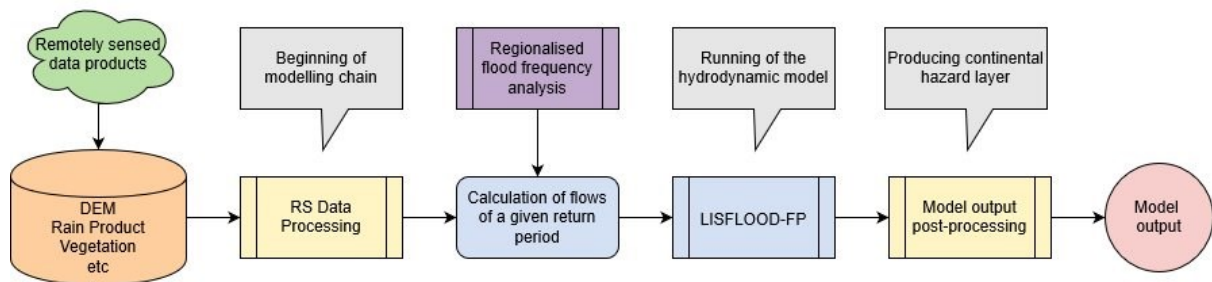 Remotely sensed
data products
Beginning of
modelling chain
Regionalised
flood frequency
analysis
Running of the
hydrodynamic model
Producing continental
hazard layer
DEM
Rain Product
Vegetation
etc
RS Data
Processing
Calculation of flows
of a given return
period
LISFLOOD-FP
Model output
post-processing
Model
output